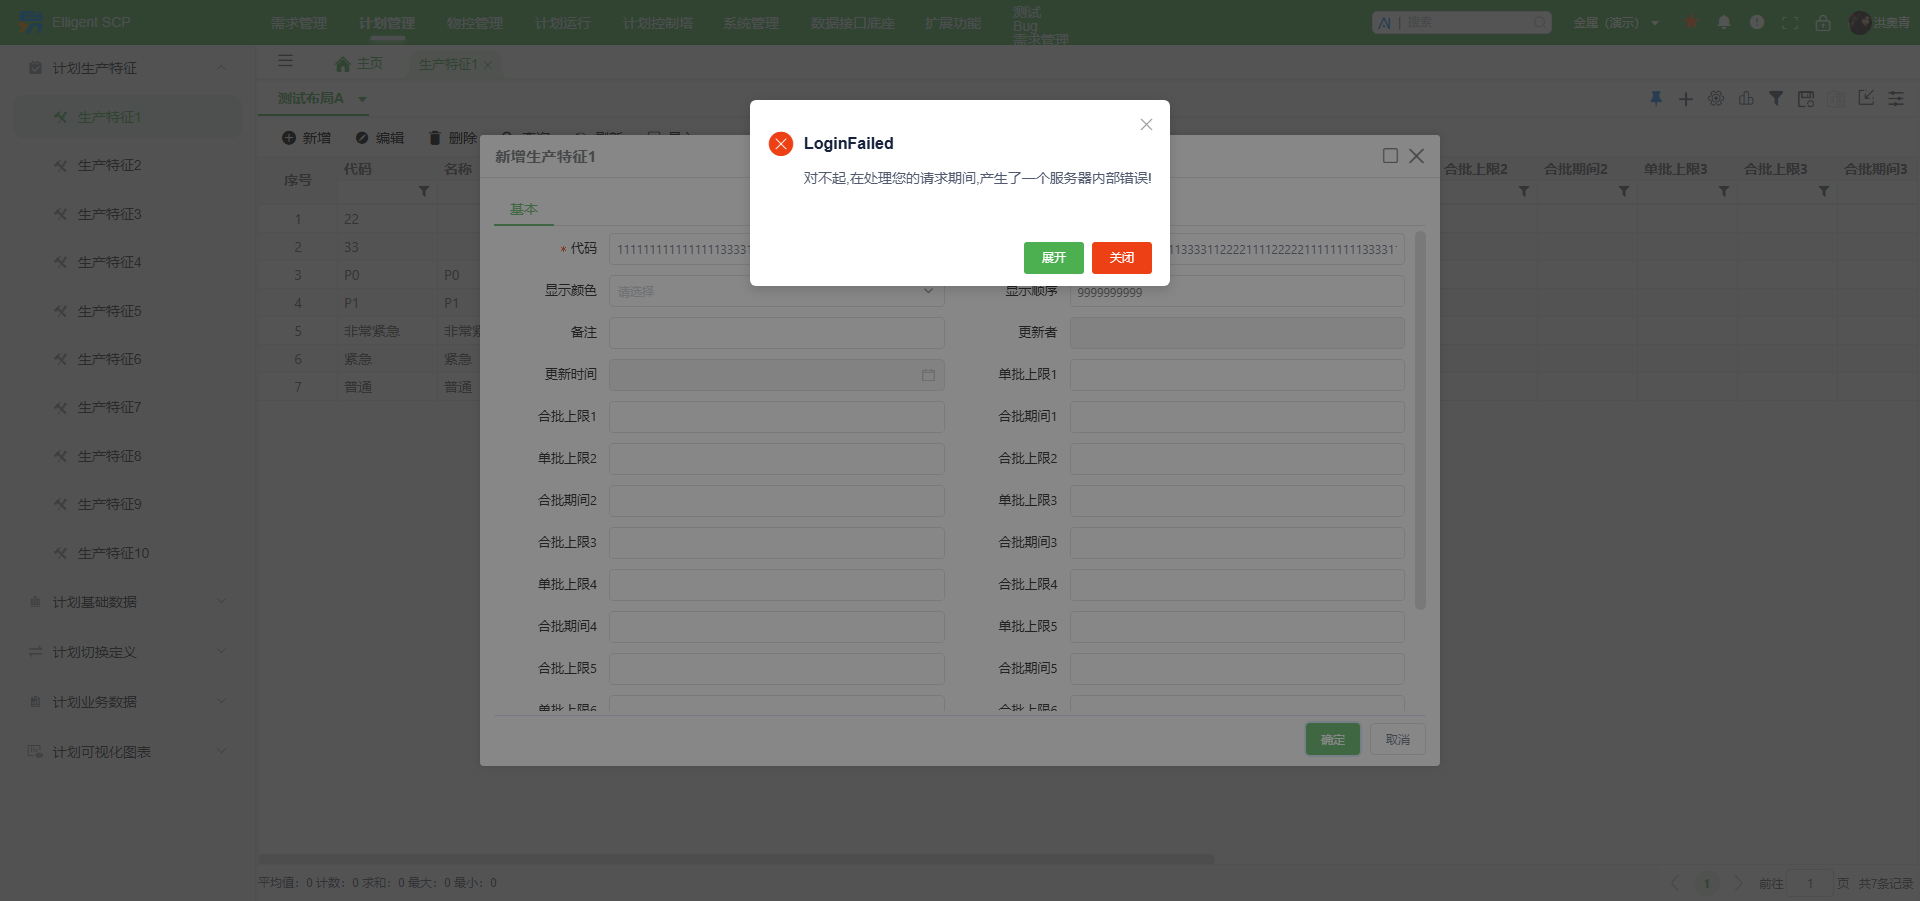 Elligent SCP
需求管理
计划管理
物控管理
计划运行
计划控制塔
系统管理
数据接口底座
扩展功能
测试
Bug
需求管理
搜索
全屋（演示）
洪奥青
计划生产特征
生产特征1
生产特征2
生产特征3
生产特征4
生产特征5
生产特征6
生产特征7
生产特征8
生产特征9
生产特征10
计划基础数据
计划切换定义
计划业务数据
计划可视化图表
主页
生产特征1
测试布局A
新增
编辑
删除
序号
代码
名称
合批上限2
合批期间2
单批上限3
合批上限3
合批期间3
1 22
2 33
3 P0 P0
4 P1 P1
5 非常紧急
6 紧急 紧急
7 普通 普通
新增生产特征1
基本
* 代码
显示颜色 请选择
显示顺序 9999999999
备注
更新者
更新时间
单批上限1
合批上限1
合批期间1
单批上限2
合批上限2
合批期间2
单批上限3
合批上限3
合批期间3
单批上限4
合批上限4
合批期间4
单批上限5
合批上限5
合批期间5
单批上限6
合批上限6
确定
取消
LoginFailed
对不起,在处理您的请求期间,产生了一个服务器内部错误!
展开
关闭
平均值: 0 计数: 0 求和: 0 最大: 0 最小: 0
1
前往 1 页 共7条记录